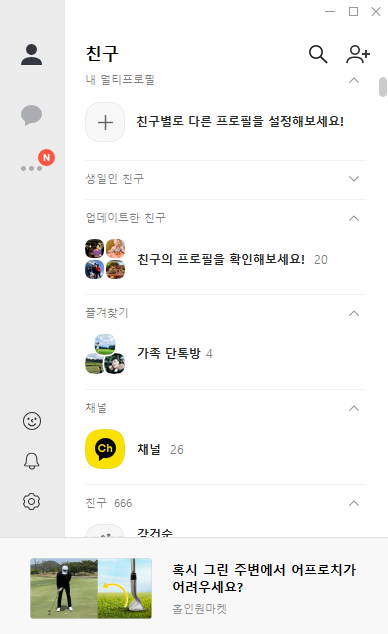 친구
내 멀티프로필
친구별로 다른 프로필을 설정해보세요!
N
생일인 친구
업데이트한 친구
친구의 프로필을 확인해보세요! 20
즐겨찾기
가족 단톡방 4
채널
Ch
채널 26
친구 666
혹시 그린 주변에서 어프로치가
어려우세요?
홀인원마켓